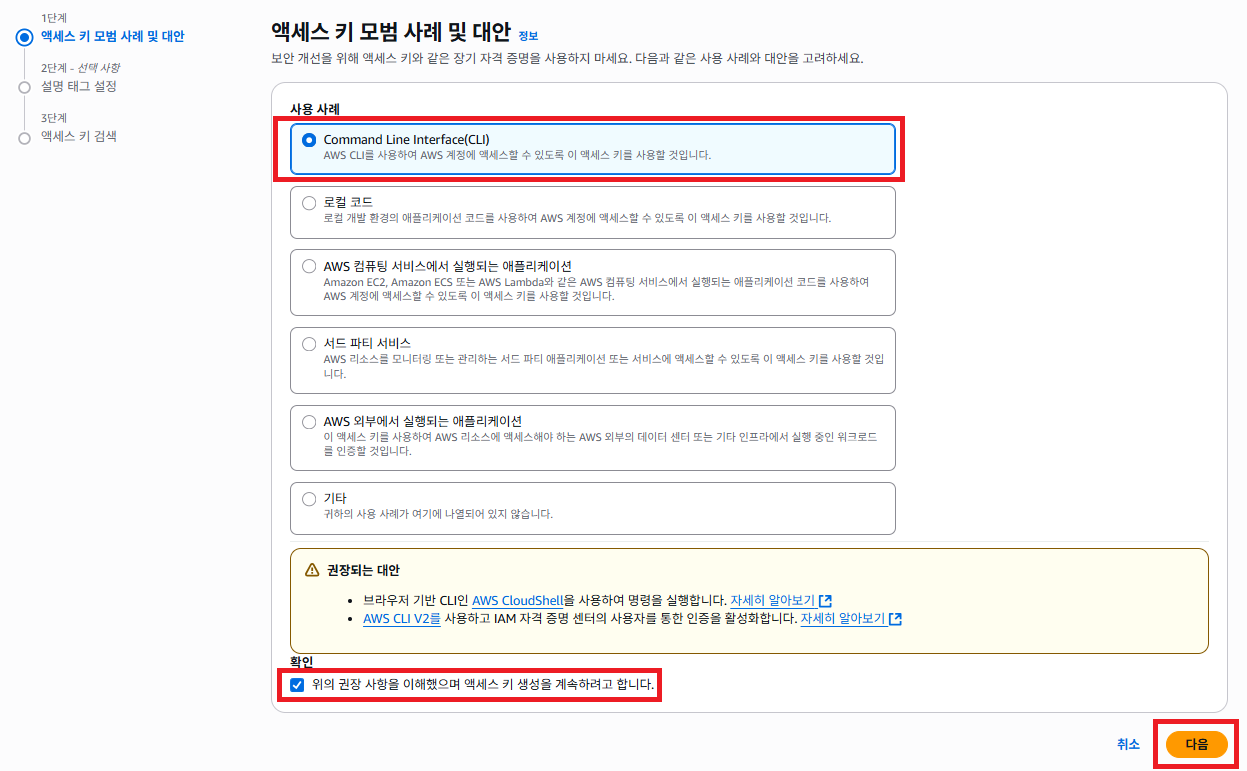 1단계
액세스 키 모범 사례 및 대안
2단계 - 선택 사항
설명 태그 설정
3단계
액세스 키 검색
액세스 키 모범 사례 및 대안 정보
보안 개선을 위해 액세스 키와 같은 장기 자격 증명을 사용하지 마세요. 다음과 같은 사용 사례와 대안을 고려하세요.
사용 사례
Command Line Interface(CLI)
AWS CLI를 사용하여 AWS 계정에 액세스할 수 있도록 이 액세스 키를 사용할 것입니다.
로컬 코드
로컬 개발 환경의 애플리케이션 코드를 사용하여 AWS 계정에 액세스할 수 있도록 이 액세스 키를 사용할 것입니다.
AWS 컴퓨팅 서비스에서 실행되는 애플리케이션
Amazon EC2, Amazon ECS 또는 AWS Lambda와 같은 AWS 컴퓨팅 서비스에서 실행되는 애플리케이션 코드를 사용하여
AWS 계정에 액세스할 수 있도록 이 액세스 키를 사용할 것입니다.
서드 파티 서비스
AWS 리소스를 모니터링 또는 관리하는 서드 파티 애플리케이션 또는 서비스에 액세스할 수 있도록 이 액세스 키를 사용할 것입
니다.
AWS 외부에서 실행되는 애플리케이션
이 액세스 키를 사용하여 AWS 리소스에 액세스해야 하는 AWS 외부의 데이터 센터 또는 기타 인프라에서 실행 중인 워크로드
를 인증할 것입니다.
기타
귀하의 사용 사례가 여기에 나열되어 있지 않습니다.
권장되는 대안
• 브라우저 기반 CLI인 AWS CloudShell을 사용하여 명령을 실행합니다. 자세히 알아보기
• AWS CLI V2를 사용하고 IAM 자격 증명 센터의 사용자를 통한 인증을 활성화합니다. 자세히 알아보기
확인
위의 권장 사항을 이해했으며 액세스 키 생성을 계속하려고 합니다.
취소 다음